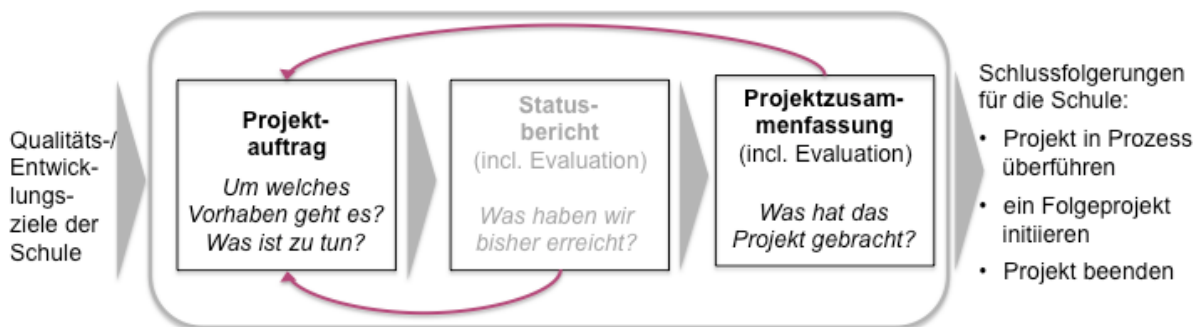 Qualitäts-/
Entwick-
lungs-
ziele der
Schule
Projekt-
auftrag
Um welches
Vorhaben geht es?
Was ist zu tun?
Status-
bericht
(incl. Evaluation)
Was haben wir
bisher erreicht?
Projektzusam-
menfassung
(incl. Evaluation)
Was hat das
Projekt gebracht?
Schlussfolgerungen
für die Schule:
• Projekt in Prozess
überführen
• ein Folgeprojekt
initiieren
• Projekt beenden